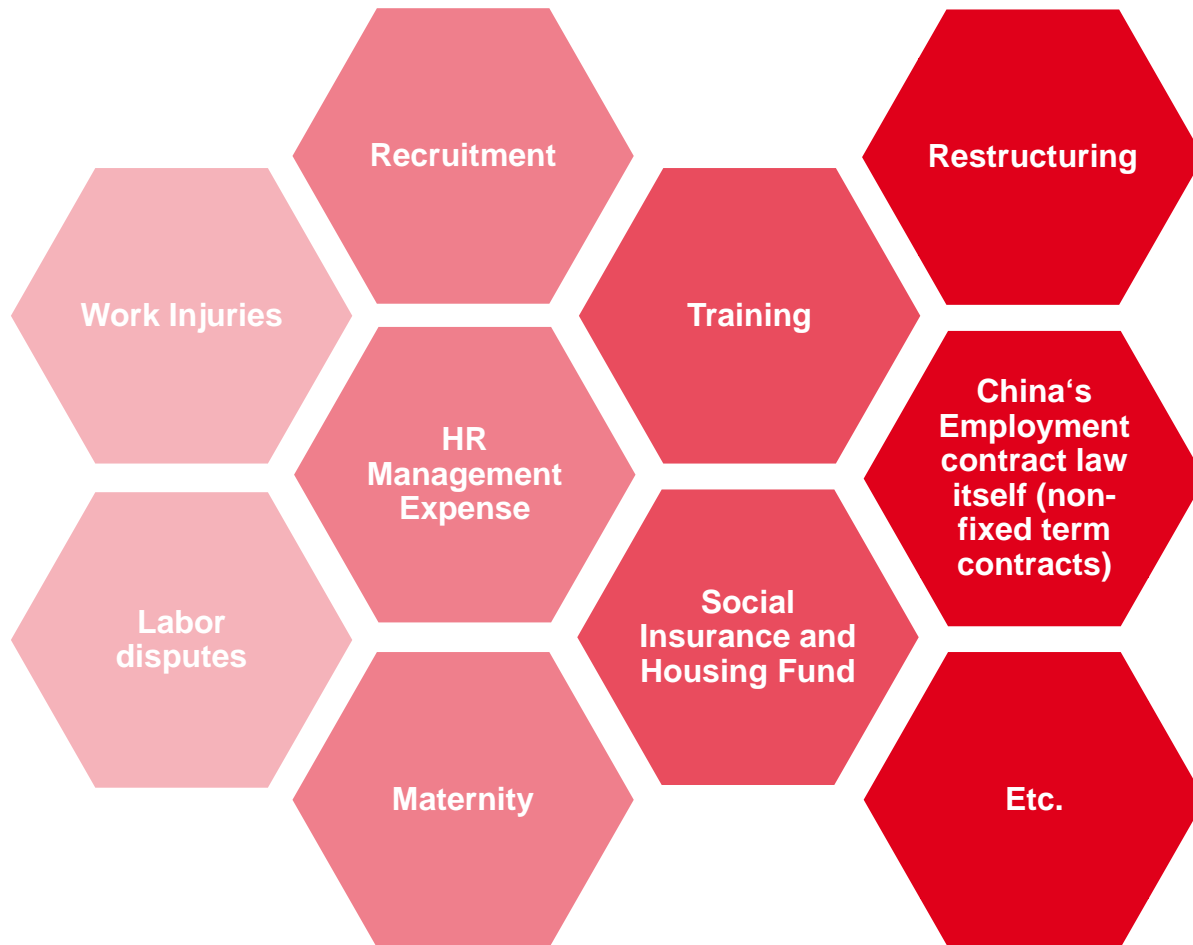 Recruitment
Restructuring
Work Injuries
Training
HR
Management
Expense
China‘s
Employment
contract law
itself (non-
fixed term
contracts)
Labor
disputes
Social
Insurance and
Housing Fund
Maternity
Etc.